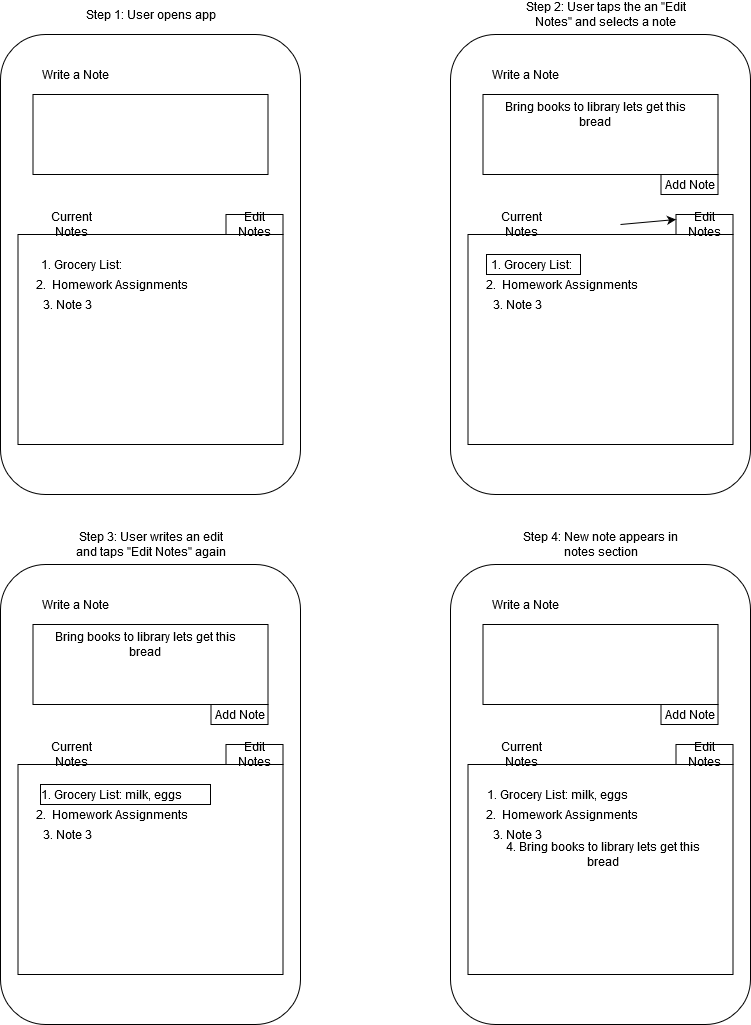 Step 1: User opens app
Write a Note
Current
Notes
Edit
Notes
1. Grocery List:
2.  Homework Assignments
3. Note 3
Step 2: User taps the an "Edit
Notes" and selects a note
Write a Note
Bring books to library lets get this
bread
Add Note
Current
Notes
Edit
Notes
1. Grocery List:
2.  Homework Assignments
3. Note 3
Step 3: User writes an edit
and taps "Edit Notes" again
Write a Note
Bring books to library lets get this
bread
Add Note
Current
Notes
Edit
Notes
1. Grocery List: milk, eggs
2.  Homework Assignments
3. Note 3
Step 4: New note appears in
notes section
Write a Note
Add Note
Current
Notes
Edit
Notes
1. Grocery List: milk, eggs
2.  Homework Assignments
3. Note 3
4. Bring books to library lets get this
bread